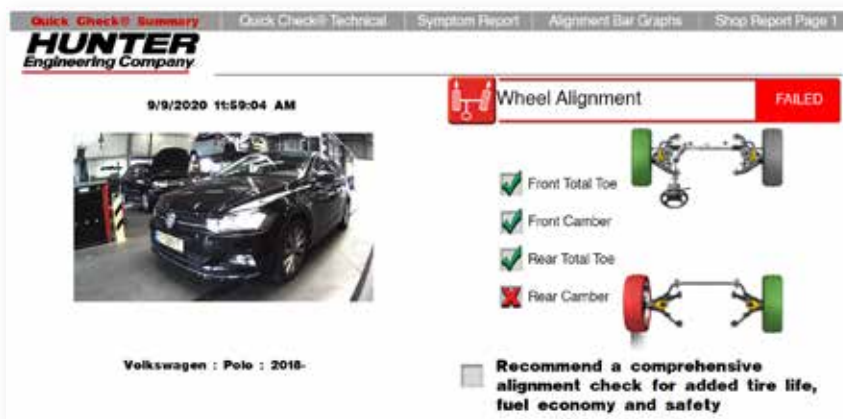 Quick Check® Summary
Quick Check® Technical
Symptom Report
Alignment Bar Graphs
Shop Report Page 1
HUNTER
Engineering Company
9/9/2020 11:59:04 AM
Wheel Alignment
FAILED
Front Total Toe
Front Camber
Rear Total Toe
Rear Camber
Volkswagen : Polo : 2018-
Recommend a comprehensive
alignment check for added tire life,
fuel economy and safety